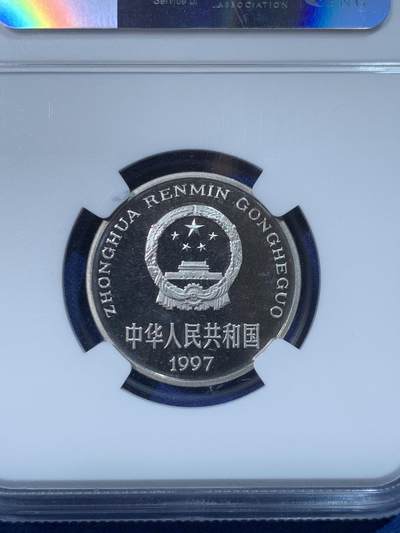 ASSOCIATION
ZHONGHUA RENMIN GONGHEGUO
中华人民共和国
1997